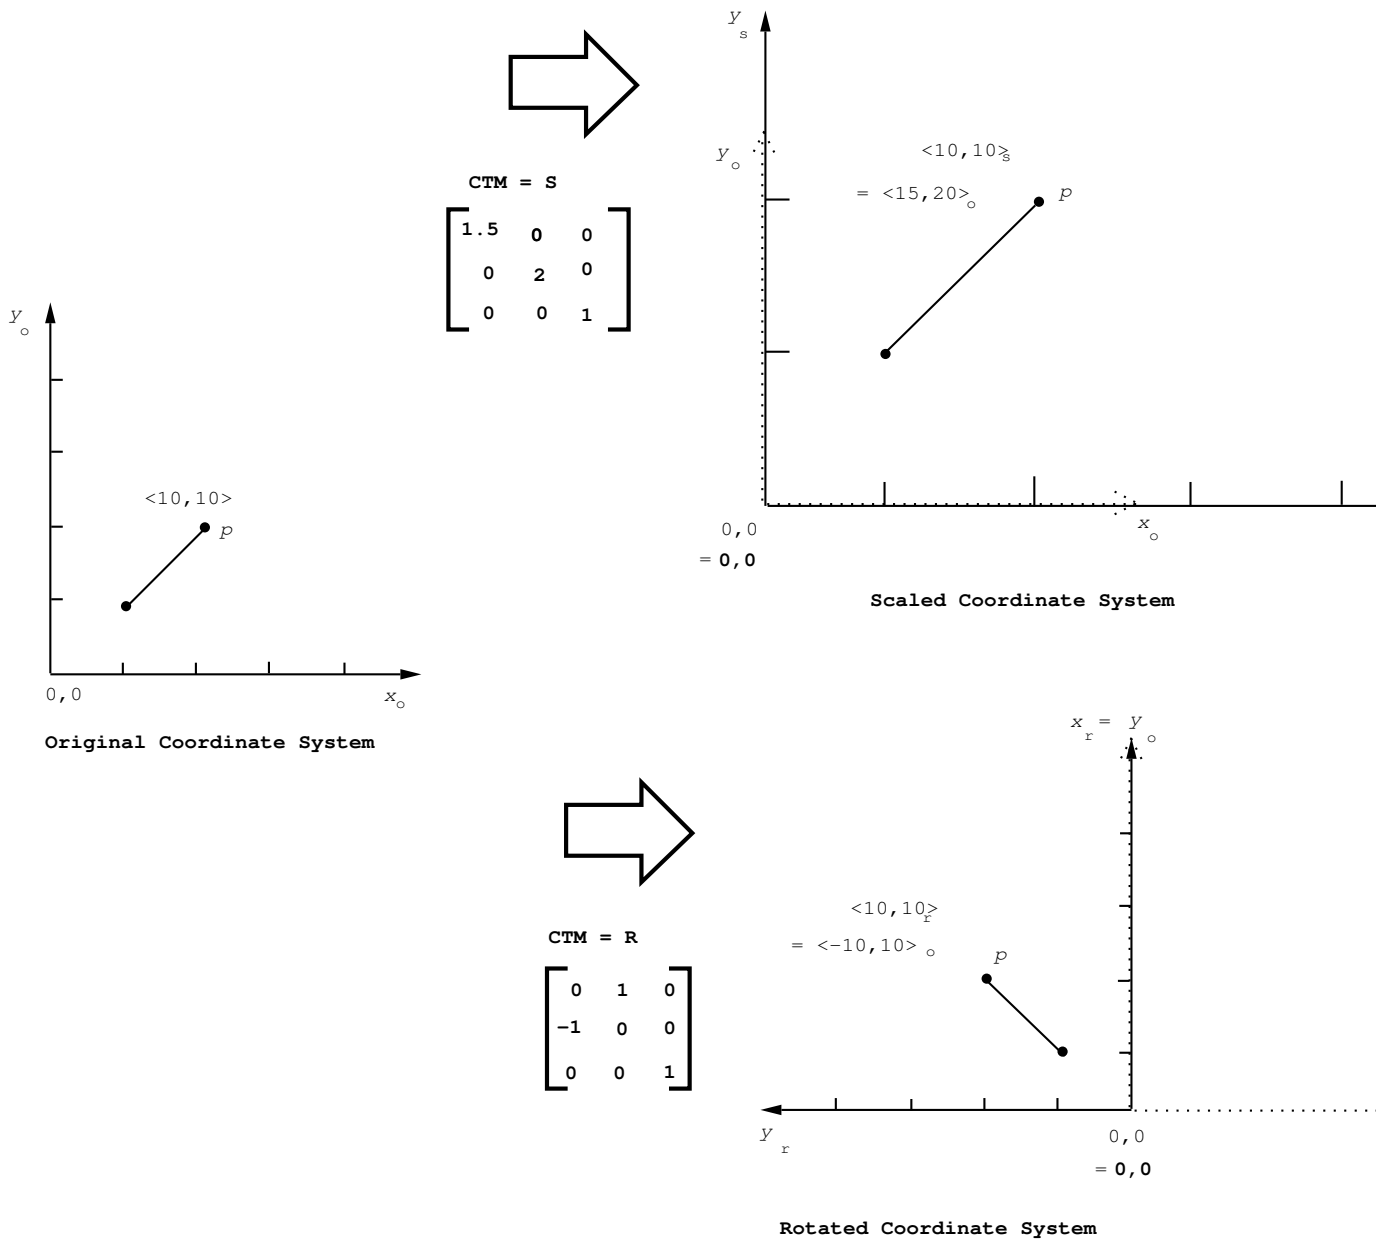 y s
y o
<10,10> s
= <15,20> o
p
CTM = S
1.5 0 0
0 2 0
0 0 1
y o
<10,10>
p
0,0
= 0,0
x o
Scaled Coordinate System
0,0
x o
Original Coordinate System
x r = y o
<10,10> r
= <-10,10> o
p
CTM = R
0 1 0
-1 0 0
0 0 1
y r
0,0
= 0,0
Rotated Coordinate System